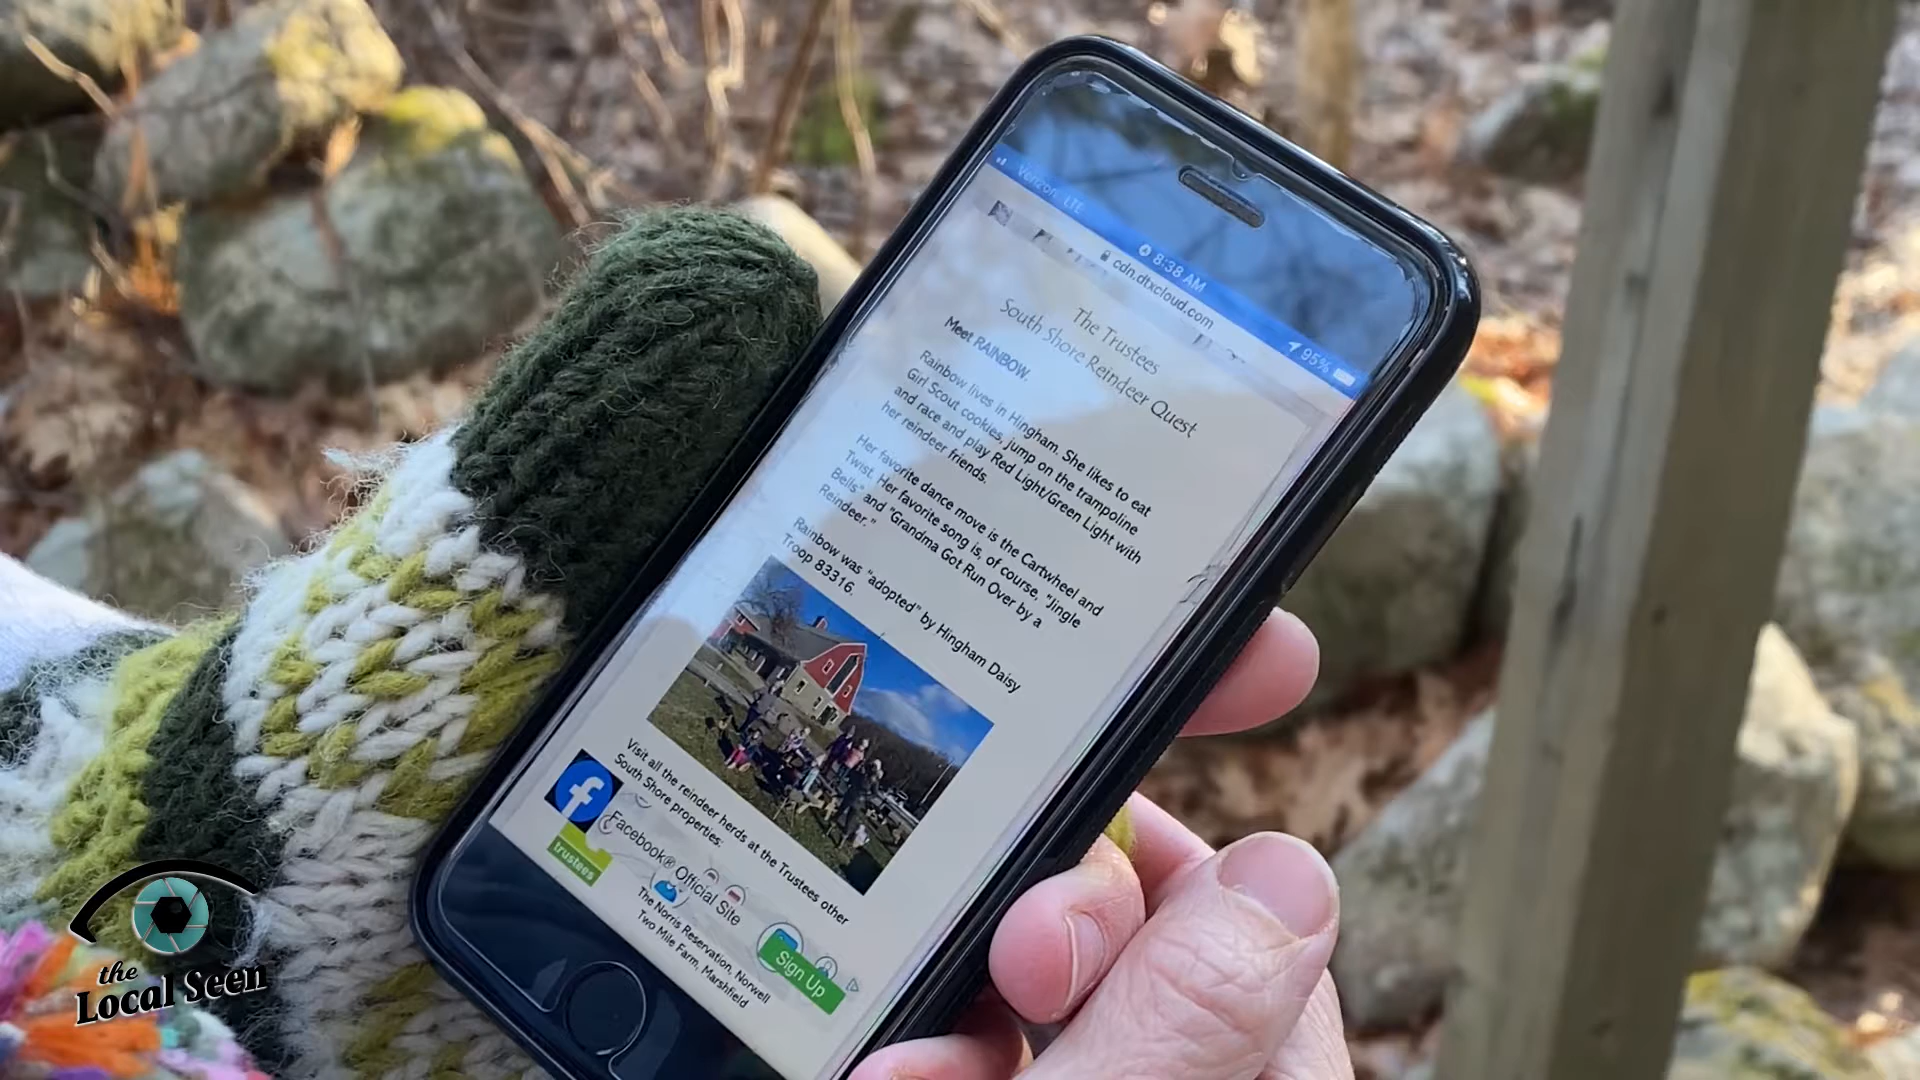 Verizon LTE
8:38 AM
95%
cdn.dtxcloud.com
The Trustees
South Shore Reindeer Quest
Meet RAINBOW.
Rainbow lives in Hingham. She likes to eat
Girl Scout cookies, jump on the trampoline
and race and play Red Light/Green Light with
her reindeer friends.
Her favorite dance move is the Cartwheel and
Twist. Her favorite song is, of course, "Jingle
Bells" and "Grandma Got Run Over by a
Reindeer."
Rainbow was "adopted" by Hingham Daisy
Troop 83316.
Visit all the reindeer herds at the Trustees other
South Shore properties:
f
Facebook® Official Site
trustees
Sign Up
The Norris Reservation, Norwell
Two Mile Farm, Marshfield
the
Local Seen